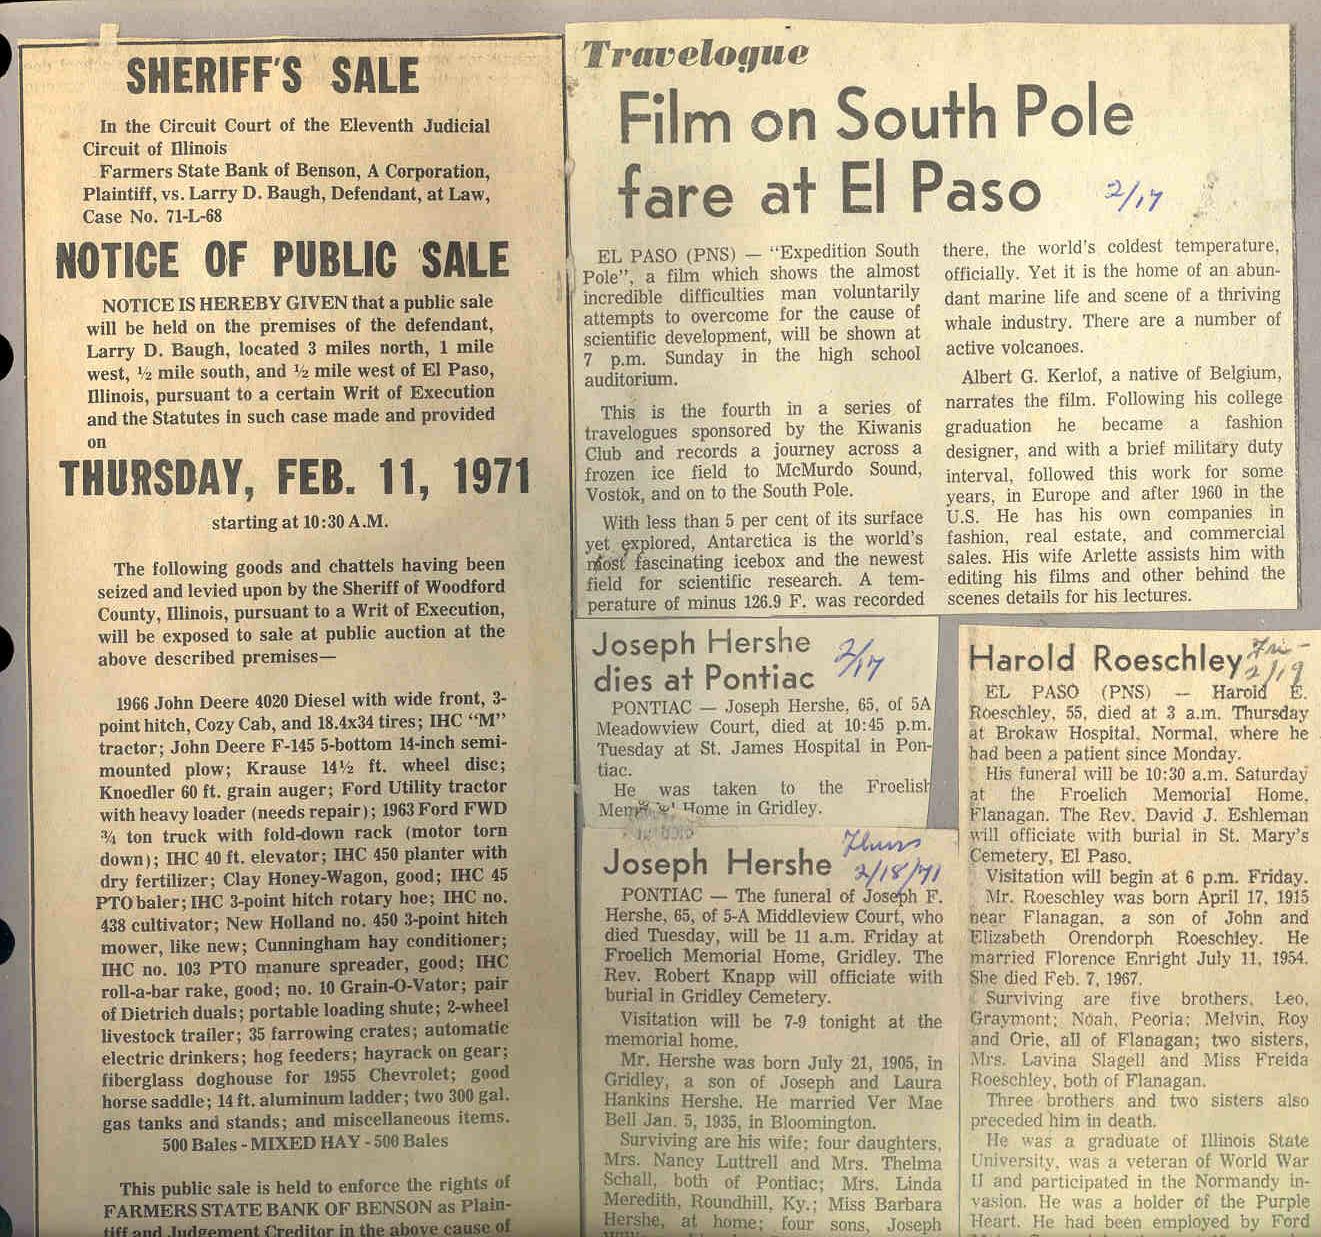 SHERIFF'S SALE
In the Circuit Court of the Eleventh Judicial
Circuit of Illinois
Farmers State Bank of Benson, A Corporation,
Plaintiff, vs. Larry D. Baugh, Defendant, at Law,
Case No. 71-L-68
NOTICE OF PUBLIC SALE
NOTICE IS HEREBY GIVEN that a public sale
will be held on the premises of the defendant,
Larry D. Baugh, located 3 miles north, 1 mile
west, ½ mile south, and ½ mile west of El Paso,
Illinois, pursuant to a certain Writ of Execution
and the Statutes in such case made and provided
on
THURSDAY, FEB. 11, 1971
starting at 10:30 A.M.
The following goods and chattels having been
seized and levied upon by the Sheriff of Woodford
County, Illinois, pursuant to a Writ of Execution,
will be exposed to sale at public auction at the
above described premises—
1966 John Deere 4020 Diesel with wide front, 3-
point hitch, Cozy Cab, and 18.4x34 tires; IHC "M"
tractor; John Deere F-145 5-bottom 14-inch semi-
mounted plow; Krause 14½ ft. wheel disc;
Knoedler 60 ft. grain auger; Ford Utility tractor
with heavy loader (needs repair); 1963 Ford FWD
¾ ton truck with fold-down rack (motor torn
down); IHC 40 ft. elevator; IHC 450 planter with
dry fertilizer; Clay Honey-Wagon, good; IHC 45
PTO baler; IHC 3-point hitch rotary hoe; IHC no.
438 cultivator; New Holland no. 450 3-point hitch
mower, like new; Cunningham hay conditioner;
IHC no. 103 PTO manure spreader, good; IHC
roll-a-bar rake, good; no. 10 Grain-O-Vator; pair
of Dietrich duals; portable loading shute; 2-wheel
livestock trailer; 35 farrowing crates; automatic
electric drinkers; hog feeders; hayrack on gear;
fiberglass doghouse for 1955 Chevrolet; good
horse saddle; 14 ft. aluminum ladder; two 300 gal.
gas tanks and stands; and miscellaneous items.
500 Bales - MIXED HAY - 500 Bales
This public sale is held to enforce the rights of
FARMERS STATE BANK OF BENSON as Plain-
tiff and Judgement Creditor in the above cause of
Travelogue
Film on South Pole
fare at El Paso
2/17
EL PASO (PNS) — "Expedition South
Pole", a film which shows the almost
incredible difficulties man voluntarily
attempts to overcome for the cause of
scientific development, will be shown at
7 p.m. Sunday in the high school
auditorium.
This is the fourth in a series of
travelogues sponsored by the Kiwanis
Club and records a journey across a
frozen ice field to McMurdo Sound,
Vostok, and on to the South Pole.
With less than 5 per cent of its surface
yet explored, Antarctica is the world's
most fascinating icebox and the newest
field for scientific research. A tem-
perature of minus 126.9 F. was recorded
there, the world's coldest temperature,
officially. Yet it is the home of an abun-
dant marine life and scene of a thriving
whale industry. There are a number of
active volcanoes.
Albert G. Kerlof, a native of Belgium,
narrates the film. Following his college
graduation he became a fashion
designer, and with a brief military duty
interval, followed this work for some
years, in Europe and after 1960 in the
U.S. He has his own companies in
fashion, real estate, and commercial
sales. His wife Arlette assists him with
editing his films and other behind the
scenes details for his lectures.
Joseph Hershe
dies at Pontiac
2/17
PONTIAC — Joseph Hershe, 65, of 5A
Meadowview Court, died at 10:45 p.m.
Tuesday at St. James Hospital in Pon-
tiac.
He was taken to the Froelish
Home in Gridley.
Joseph Hershe
Thurs
2/18/71
PONTIAC — The funeral of Joseph F.
Hershe, 65, of 5-A Middleview Court, who
died Tuesday, will be 11 a.m. Friday at
Froelich Memorial Home, Gridley. The
Rev. Robert Knapp will officiate with
burial in Gridley Cemetery.
Visitation will be 7-9 tonight at the
memorial home.
Mr. Hershe was born July 21, 1905, in
Gridley, a son of Joseph and Laura
Hankins Hershe. He married Ver Mae
Bell Jan. 5, 1935, in Bloomington.
Surviving are his wife; four daughters,
Mrs. Nancy Luttrell and Mrs. Thelma
Schall, both of Pontiac; Mrs. Linda
Meredith, Roundhill, Ky.; Miss Barbara
Hershe, at home; four sons, Joseph
Harold Roeschley
Fri-
2/19
EL PASO (PNS) — Harold E.
Roeschley, 55, died at 3 a.m. Thursday
at Brokaw Hospital, Normal, where he
had been a patient since Monday.
His funeral will be 10:30 a.m. Saturday
at the Froelich Memorial Home,
Flanagan. The Rev. David J. Eshleman
will officiate with burial in St. Mary's
Cemetery, El Paso.
Visitation will begin at 6 p.m. Friday.
Mr. Roeschley was born April 17, 1915
near Flanagan, a son of John and
Elizabeth Orendorph Roeschley. He
married Florence Enright July 11, 1954.
She died Feb. 7, 1967.
Surviving are five brothers, Leo,
Graymont; Noah, Peoria; Melvin, Roy
and Orie, all of Flanagan; two sisters,
Mrs. Lavina Slagell and Miss Freida
Roeschley, both of Flanagan.
Three brothers and two sisters also
preceded him in death.
He was a graduate of Illinois State
University, was a veteran of World War
II and participated in the Normandy in-
vasion. He was a holder of the Purple
Heart. He had been employed by Ford